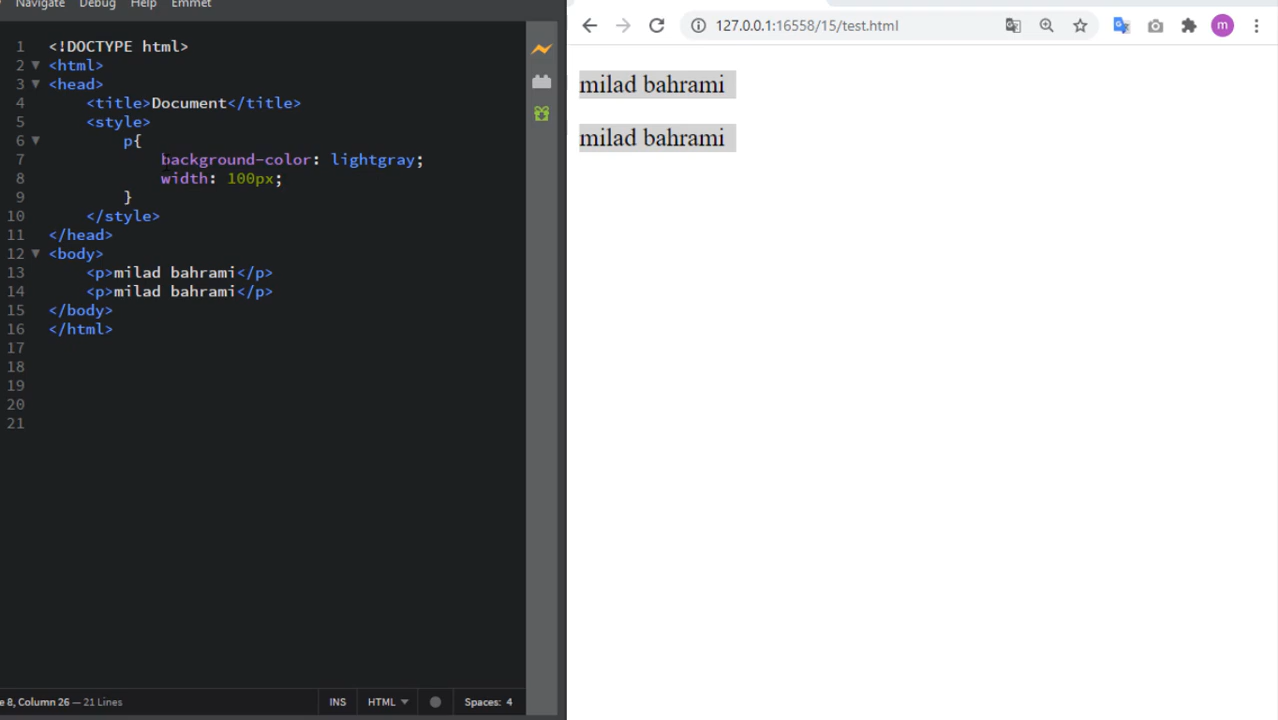 Navigate Debug Help Emmet
127.0.0.1:16558/15/test.html
m
1 <!DOCTYPE html>
2 <html>
3 <head>
4 <title>Document</title>
5 <style>
6 p{
7 background-color: lightgray;
8 width: 100px;
9 }
10 </style>
11 </head>
12 <body>
13 <p>milad bahrami</p>
14 <p>milad bahrami</p>
15 </body>
16 </html>
17
18
19
20
21
milad bahrami
milad bahrami
e 8, Column 26 — 21 Lines
INS HTML Spaces: 4